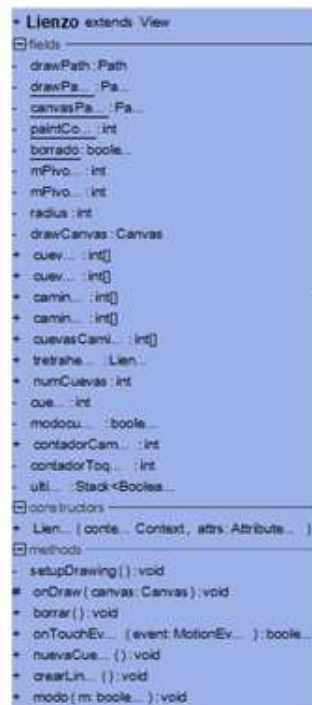 + Lienzo extends View
fields
- drawPath : Path
- drawPa... : Pa...
- canvasPa... : Pa...
- paintCo... : int
- borrado : boole...
- mPivo... : int
- mPivo... : int
- radius : int
- drawCanvas : Canvas
+ cuev... : int[]
+ cuev... : int[]
+ camin... : int[]
+ camin... : int[]
+ cuevasCami... : int[]
+ tretrahe... : Lien...
+ numCuevas : int
- cue... : int
- modocu... : boole...
+ contadorCam... : int
- contadorToq... : int
- ulti... : Stack<Boolea...
constructors
+ Lien... ( conte... Context, attrs: Attribute... )
methods
- setupDrawing ( ) : void
# onDraw ( canvas: Canvas ) : void
+ borrar ( ) : void
+ onTouchEv... ( event: MotionEv... ) : boole...
+ nuevaCue... ( ) : void
+ crearLin... ( ) : void
+ modo ( m: boole... ) : void